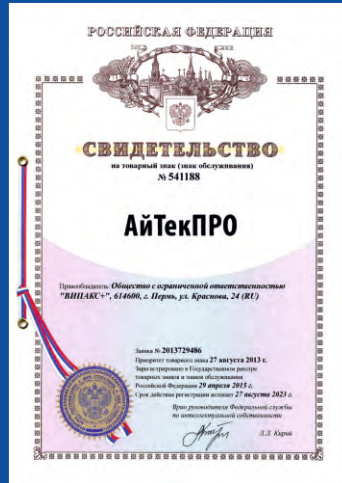 РОССИЙСКАЯ ФЕДЕРАЦИЯ
СВИДЕТЕЛЬСТВО
на товарный знак (знак обслуживания)
№ 541188
АйТекПРО
Правообладатель: Общество с ограниченной ответственностью
"ВИПАКС+", 614600, г. Пермь, ул. Краснова, 24 (RU)
Заявка № 2013729486
Приоритет товарного знака 27 августа 2013 г.
Зарегистрировано в Государственном реестре
товарных знаков и знаков обслуживания
Российской Федерации 29 апреля 2015 г.
Срок действия регистрации истекает 27 августа 2023 г.
Врио руководителя Федеральной службы
по интеллектуальной собственности
Л.Л. Кирий